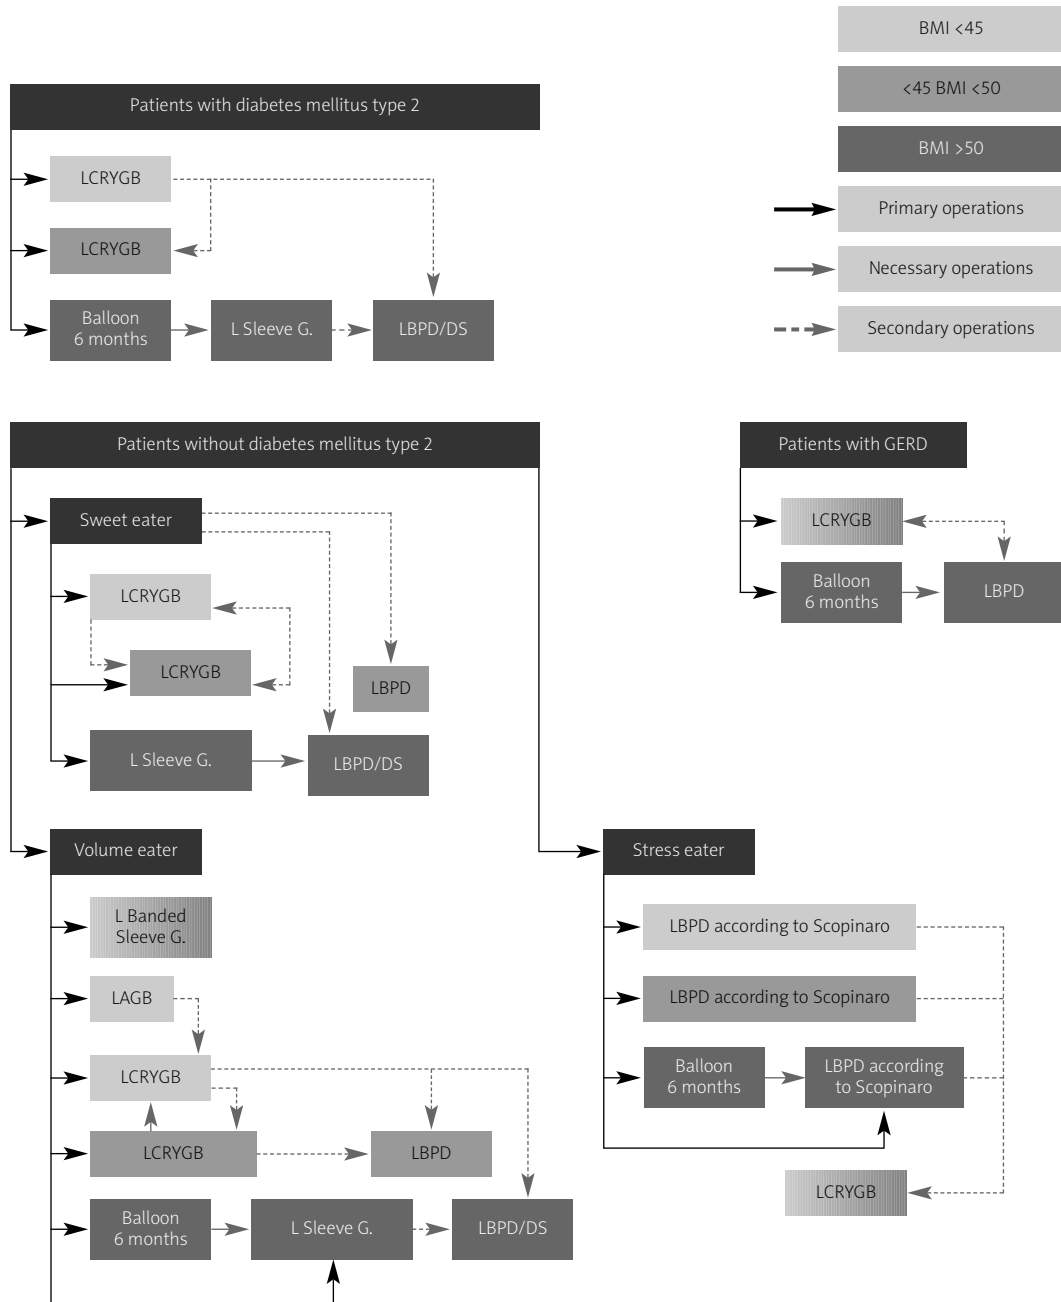 BMI <45
<45 BMI <50
BMI >50
Primary operations
Necessary operations
Secondary operations
Patients with diabetes mellitus type 2
LCRYGB
LCRYGB
Balloon
6 months
L Sleeve G.
LBPD/DS
Patients without diabetes mellitus type 2
Sweet eater
LCRYGB
LCRYGB
LBPD
L Sleeve G.
LBPD/DS
Patients with GERD
LCRYGB
Balloon
6 months
LBPD
Volume eater
L Banded
Sleeve G.
LAGB
LCRYGB
LCRYGB
LBPD
Balloon
6 months
L Sleeve G.
LBPD/DS
Stress eater
LBPD according to Scopinaro
LBPD according to Scopinaro
Balloon
6 months
LBPD according
to Scopinaro
LCRYGB